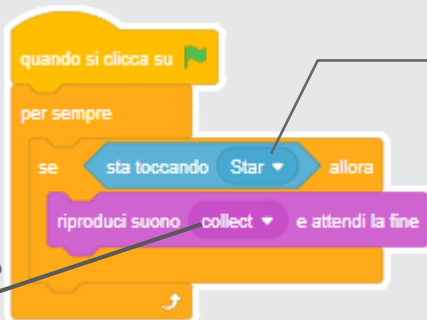 quando si clicca su
per sempre
se sta toccando Star allora
riproduci suono collect e attendi la fine